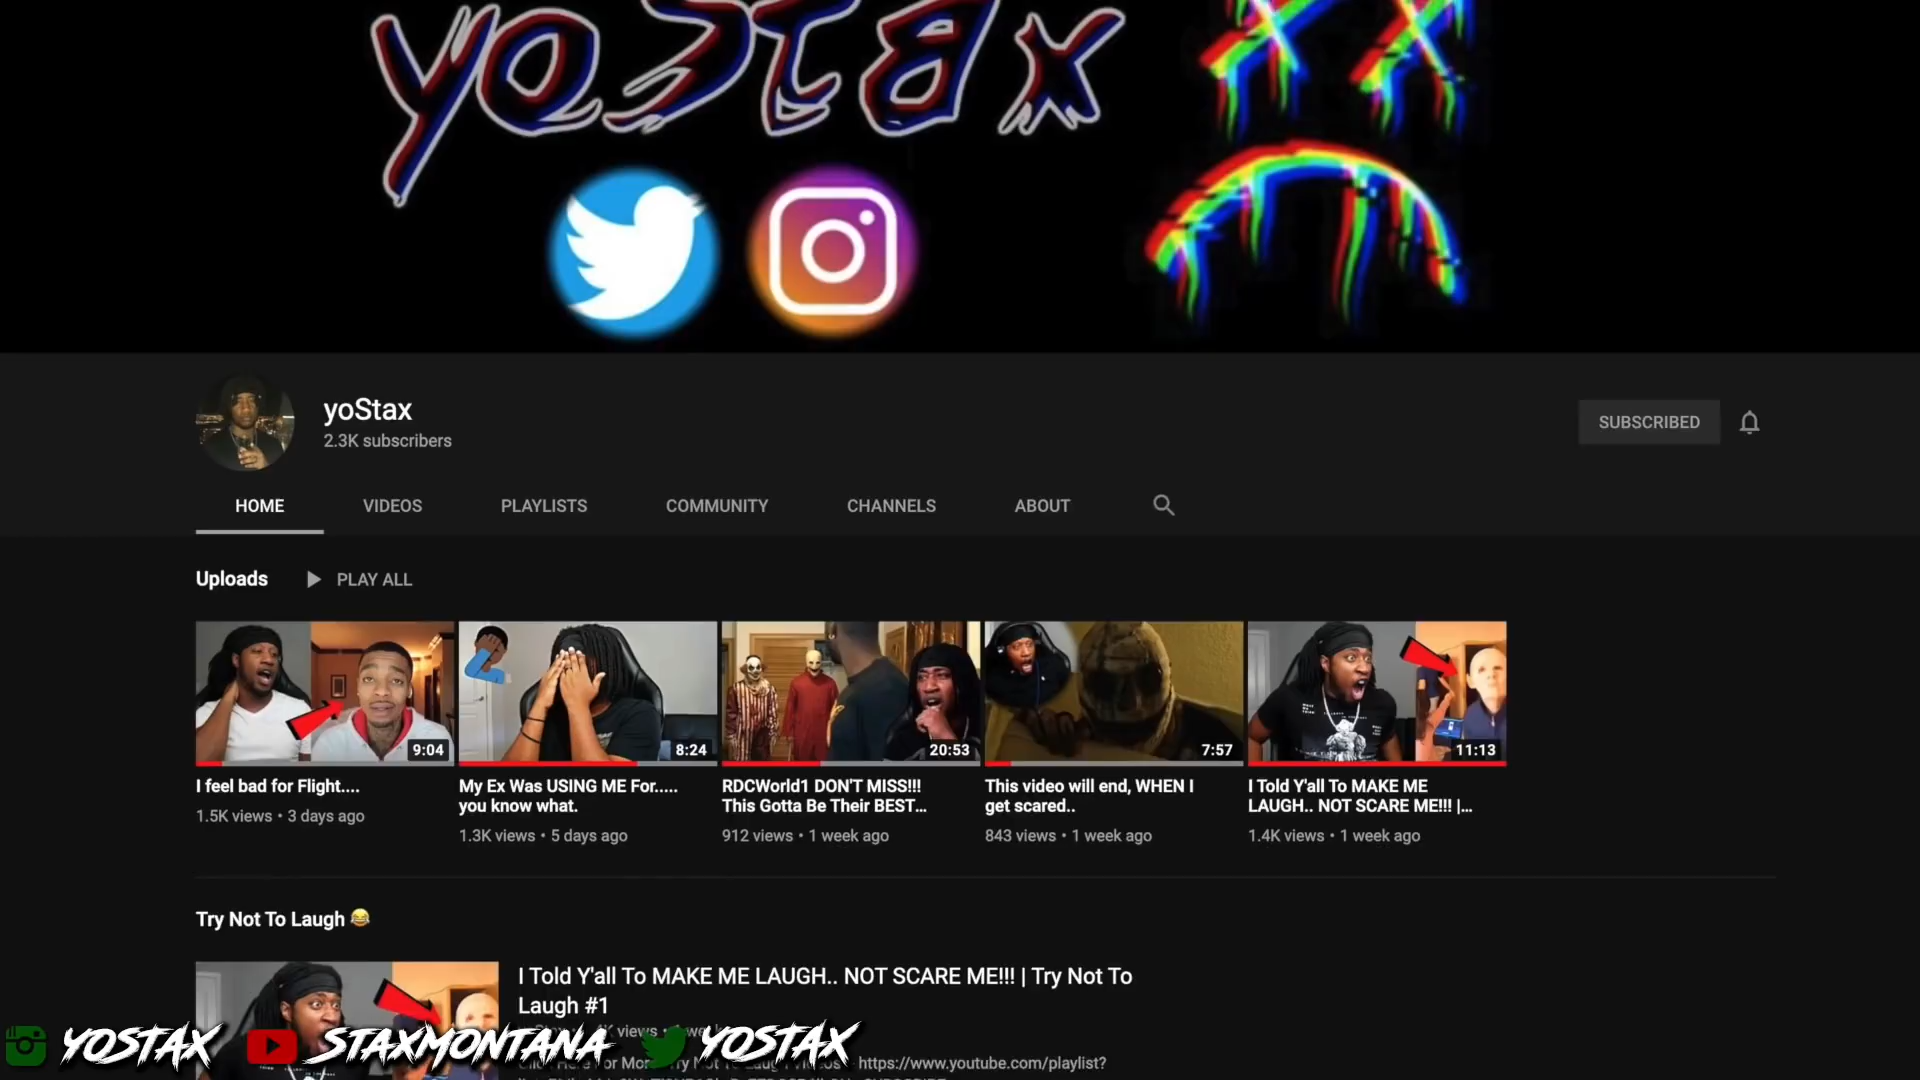 yoStax
yoStax
2.3K subscribers
SUBSCRIBED
HOME VIDEOS PLAYLISTS COMMUNITY CHANNELS ABOUT
Uploads PLAY ALL
9:04 8:24 20:53 7:57 11:13
I feel bad for Flight....
1.5K views • 3 days ago
My Ex Was USING ME For.....
you know what.
1.3K views • 5 days ago
RDCWorld1 DON'T MISS!!!
This Gotta Be Their BEST...
912 views • 1 week ago
This video will end, WHEN I
get scared..
843 views • 1 week ago
I Told Y'all To MAKE ME
LAUGH.. NOT SCARE ME!!! |...
1.4K views • 1 week ago
Try Not To Laugh 😂
I Told Y'all To MAKE ME LAUGH.. NOT SCARE ME!!! | Try Not To
Laugh #1
views
YOSTAX STAXMONTANA YOSTAX
https://www.youtube.com/playlist?